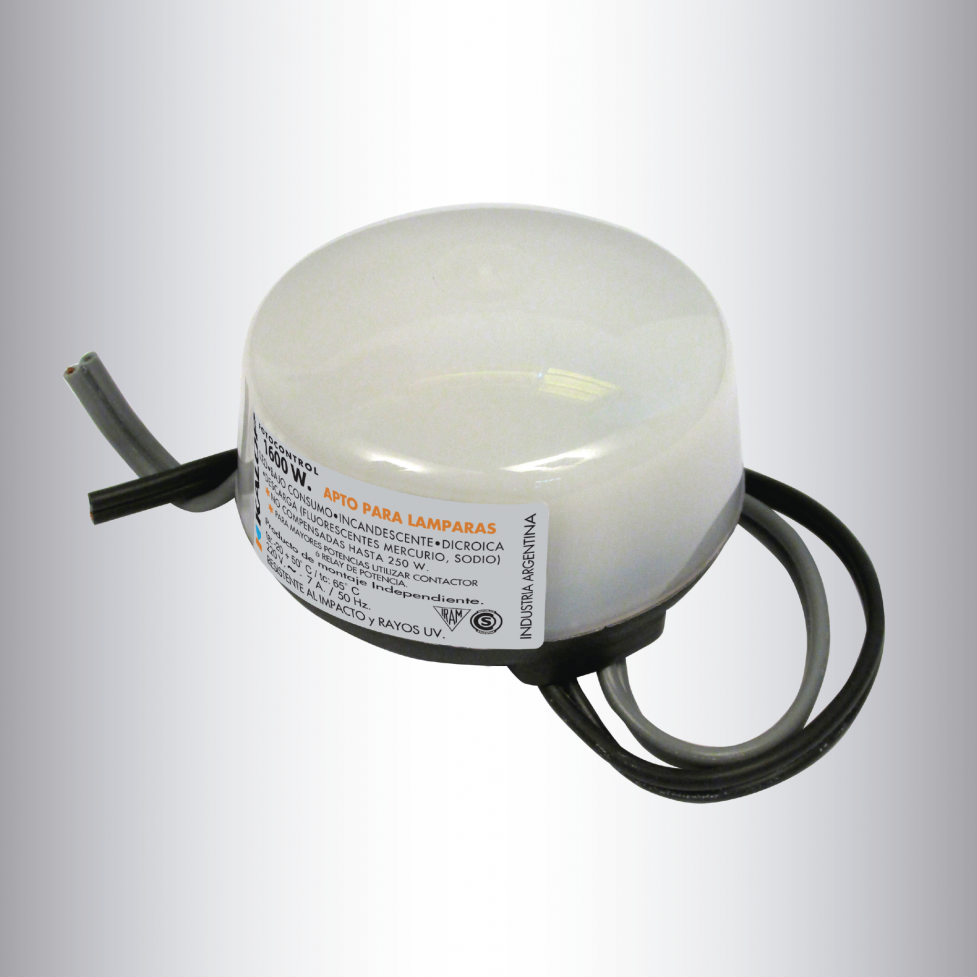 FOTOCONTROL
1600 W.
APTO PARA LAMPARAS
BAJO CONSUMO•INCANDESCENTE•DICROICA
DESCARGA (FLUORESCENTES MERCURIO, SODIO)
NO COMPENSADAS HASTA 250 W.
PARA MAYORES POTENCIAS UTILIZAR CONTACTOR
ó RELAY DE POTENCIA.
Producto de montaje Independiente.
ta:-20 + 50° C / tc: 65° C
220 V. ~. 7 A. / 50 Hz.
RESISTENTE AL IMPACTO y RAYOS UV.
IRAM
S
INDUSTRIA ARGENTINA